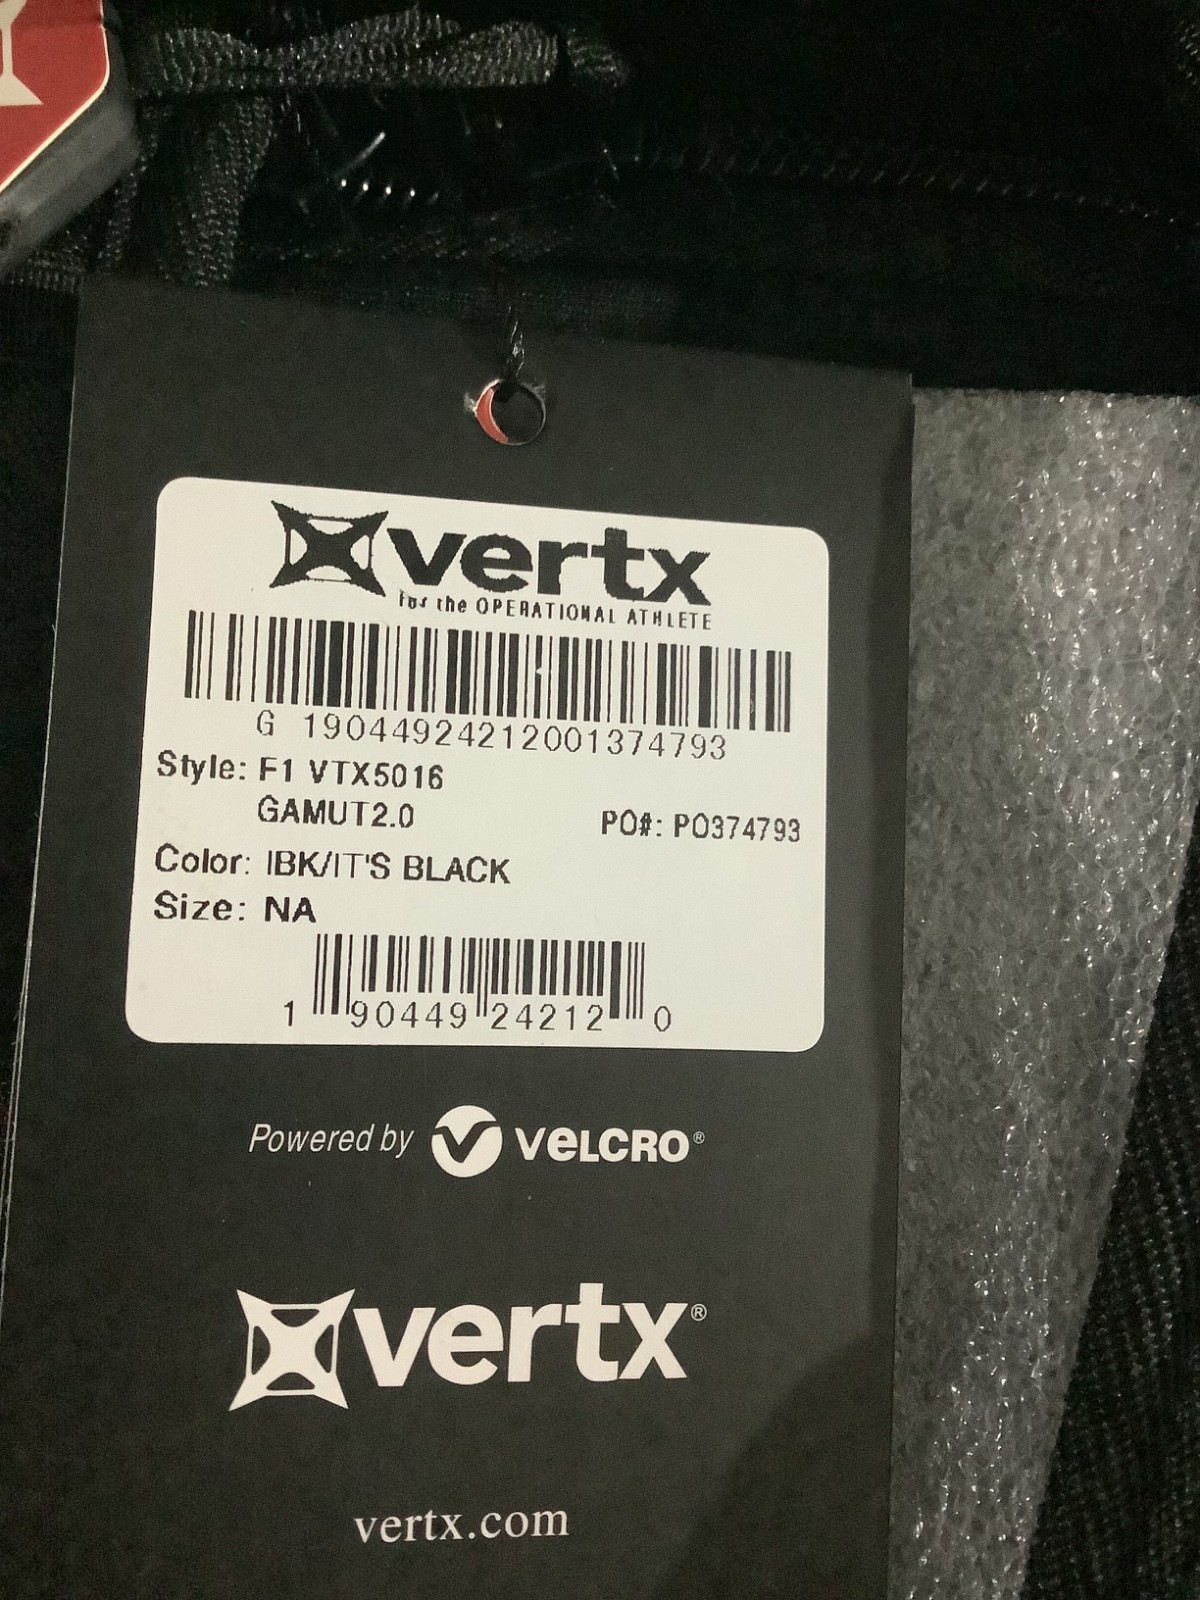 vertx
for the OPERATIONAL ATHLETE
G 19044924212001374793
Style: F1 VTX5016
GAMUT2.0 PO#: PO374793
Color: IBK/IT'S BLACK
Size: NA
1 90449 24212 0
Powered by VELCRO®
vertx®
vertx.com